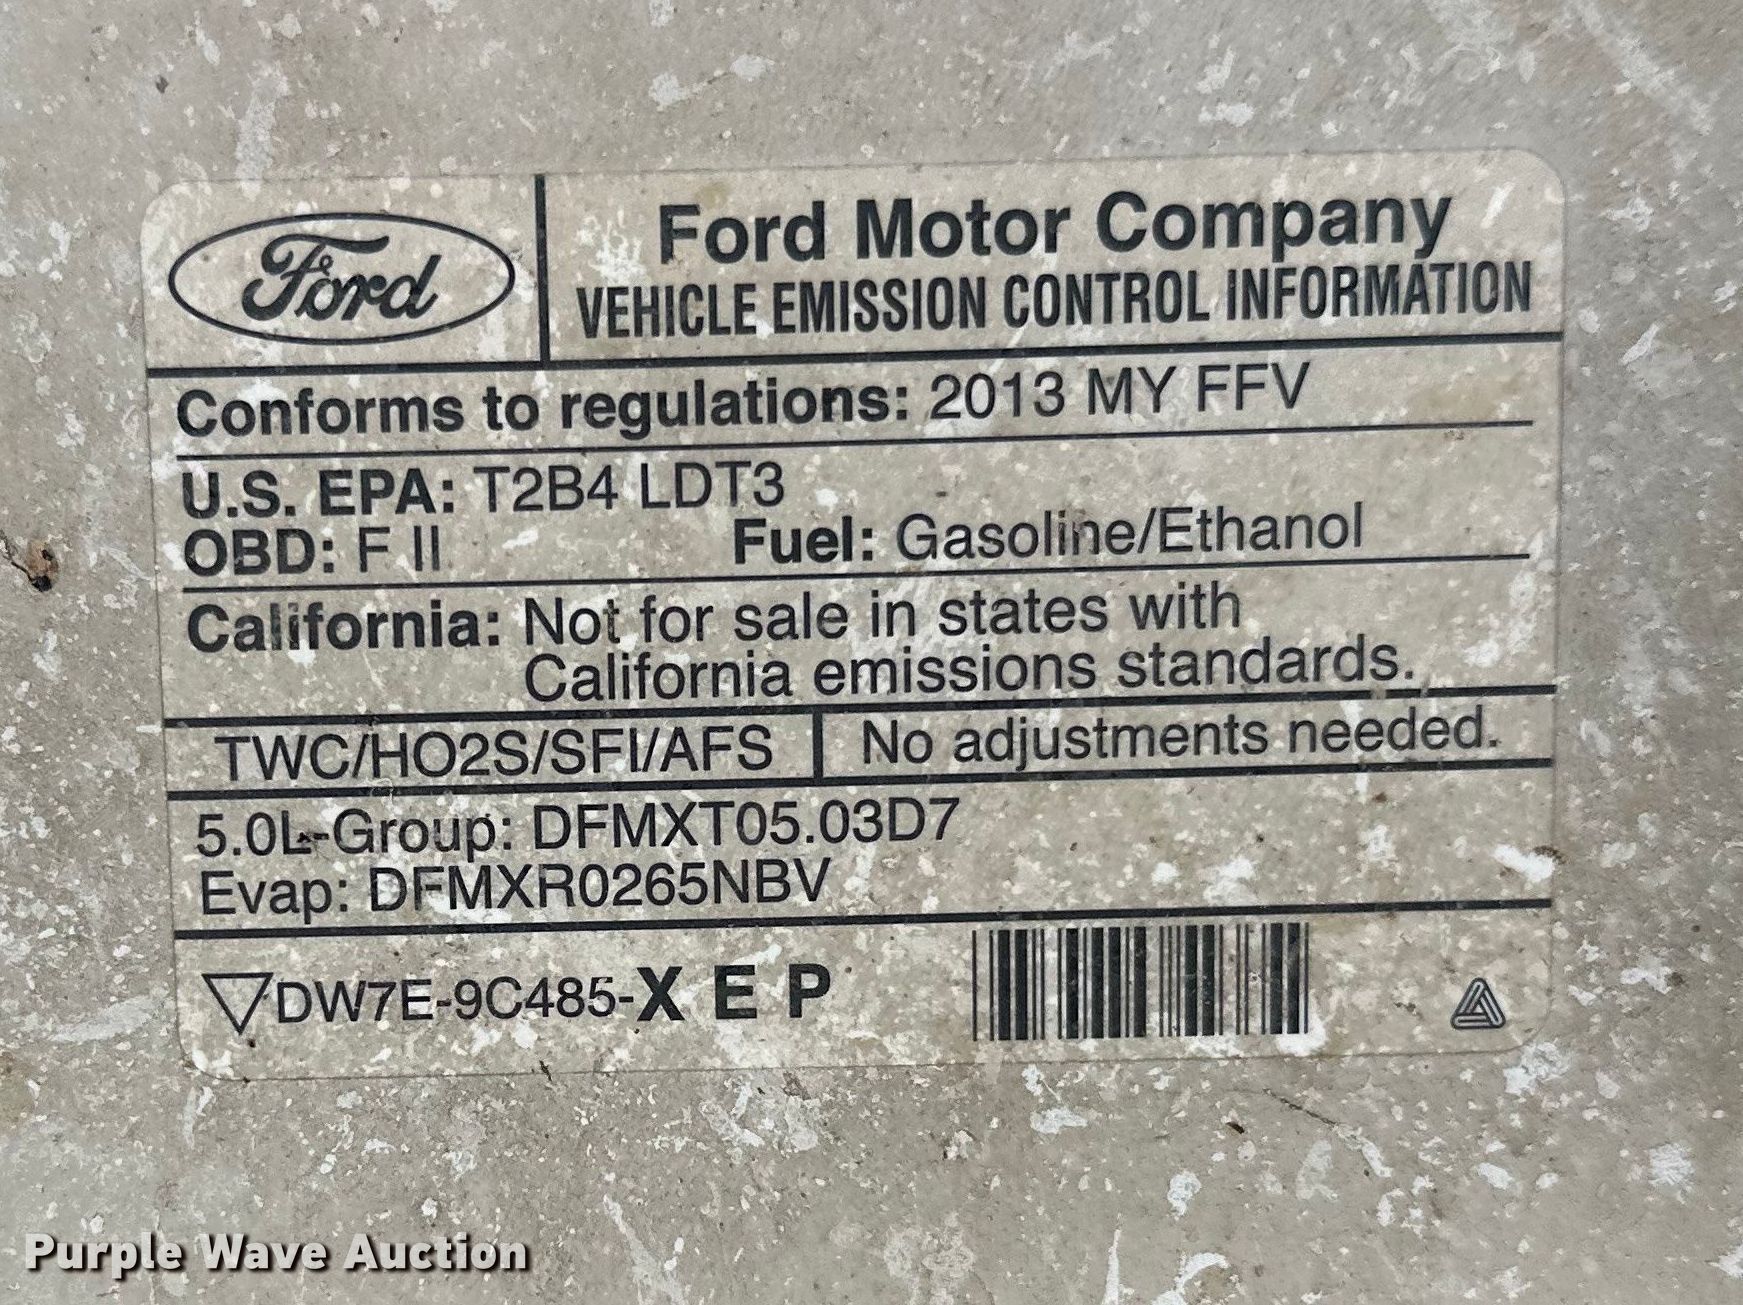 Ford
Ford Motor Company
VEHICLE EMISSION CONTROL INFORMATION
Conforms to regulations: 2013 MY FFV
U.S. EPA: T2B4 LDT3
OBD: F II Fuel: Gasoline/Ethanol
California: Not for sale in states with
California emissions standards.
TWC/HO2S/SFI/AFS No adjustments needed.
5.0L-Group: DFMXT05.03D7
Evap: DFMXR0265NBV
DW7E-9C485-X E P
Purple Wave Auction